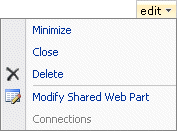 edit
Minimize
Close
Delete
Modify Shared Web Part
Connections